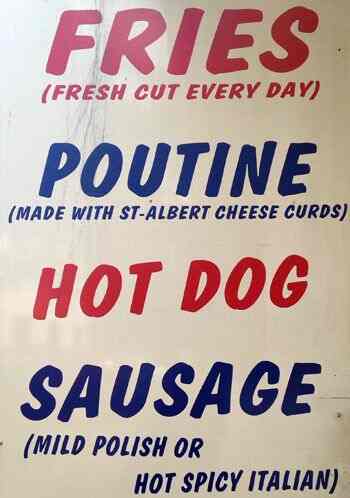 FRIES
(FRESH CUT EVERY DAY)
POUTINE
(MADE WITH ST-ALBERT CHEESE CURDS)
HOT DOG
SAUSAGE
(MILD POLISH OR
HOT SPICY ITALIAN)